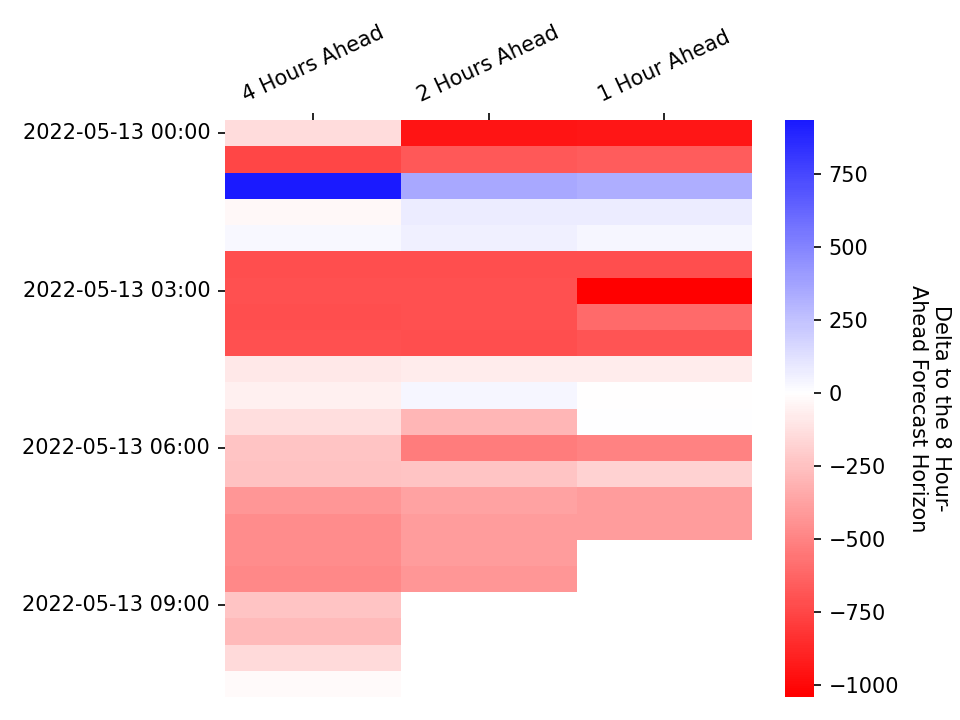 4 Hours Ahead
2 Hours Ahead
1 Hour Ahead
2022-05-13 00:00
2022-05-13 03:00
2022-05-13 06:00
2022-05-13 09:00
750
500
250
0
−250
−500
−750
−1000
Delta to the 8 Hour-
Ahead Forecast Horizon